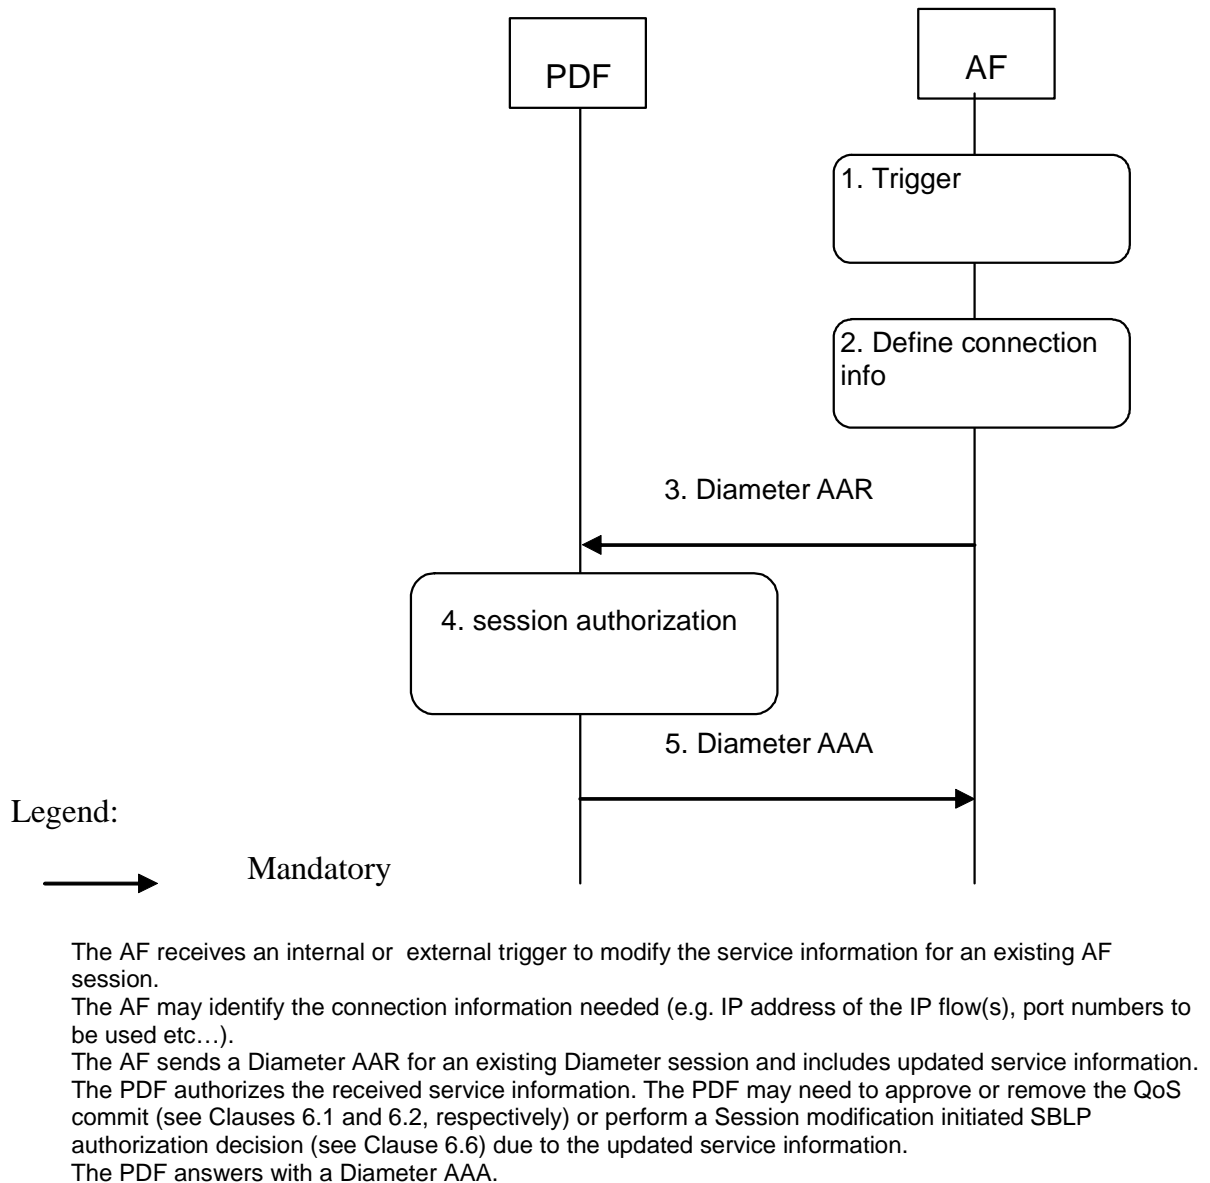 PDF
AF
1. Trigger
2. Define connection
info
3. Diameter AAR
4. session authorization
5. Diameter AAA
Legend:
Mandatory
The AF receives an internal or  external trigger to modify the service information for an existing AF
session.
The AF may identify the connection information needed (e.g. IP address of the IP flow(s), port numbers to
be used etc…).
The AF sends a Diameter AAR for an existing Diameter session and includes updated service information.
The PDF authorizes the received service information. The PDF may need to approve or remove the QoS
commit (see Clauses 6.1 and 6.2, respectively) or perform a Session modification initiated SBLP
authorization decision (see Clause 6.6) due to the updated service information.
The PDF answers with a Diameter AAA.